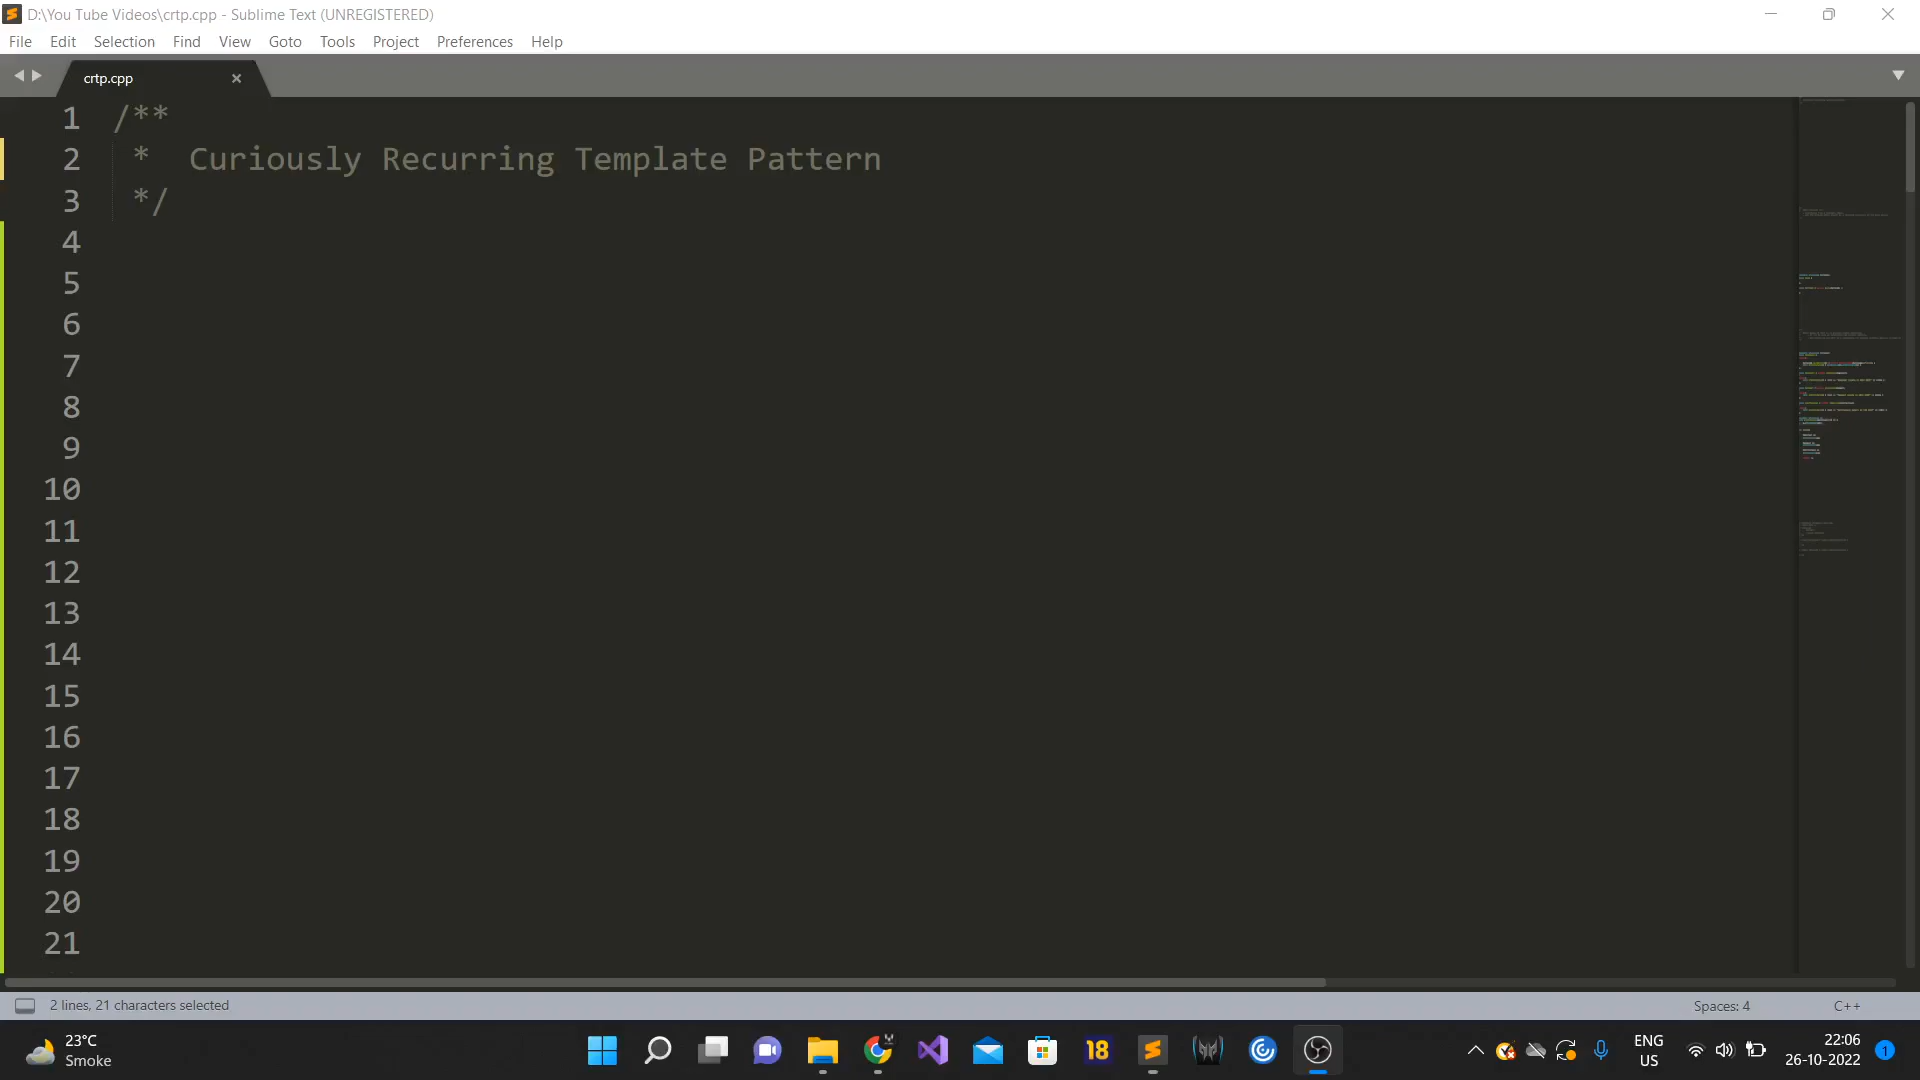 D:\You Tube Videos\crtp.cpp - Sublime Text (UNREGISTERED)
File Edit Selection Find View Goto Tools Project Preferences Help
crtp.cpp
1 /**
2 * Curiously Recurring Template Pattern
3 */
4
5
6
7
8
9
10
11
12
13
14
15
16
17
18
19
20
21
2 lines, 21 characters selected Spaces: 4 C++
23°C
Smoke
18
ENG
US
22:06
26-10-2022
1